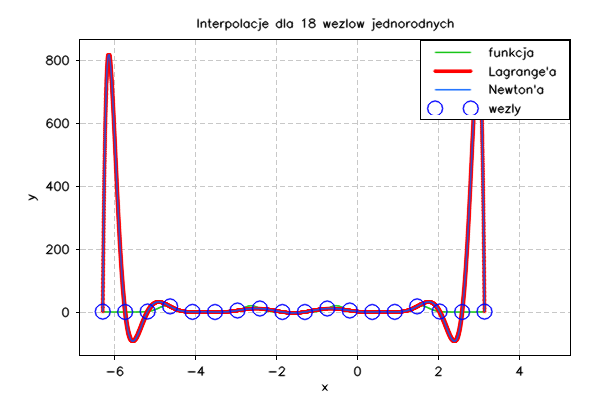 Interpolacje dla 18 wezlow jednorodnych
funkcja
Lagrange'a
Newton'a
wezly
800
600
400
200
0
y
-6 -4 -2 0 2 4
x